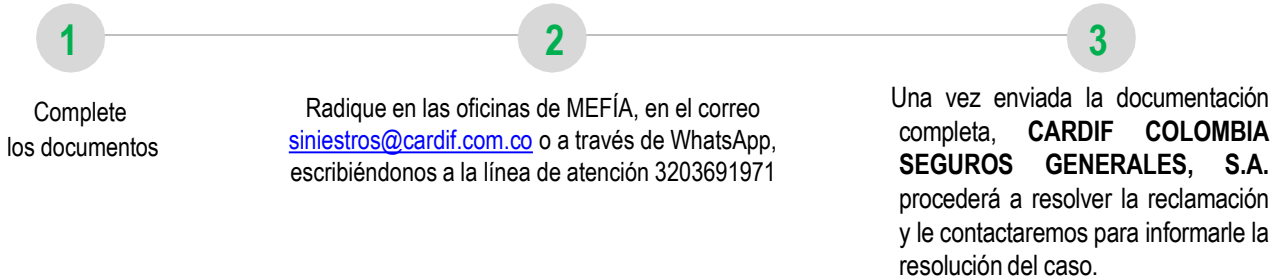 1
Complete
los documentos
2
Radique en las oficinas de MEFÍA, en el correo
siniestros@cardif.com.co o a través de WhatsApp,
escribiéndonos a la línea de atención 3203691971
3
Una vez enviada la documentación
completa, CARDIF COLOMBIA
SEGUROS GENERALES, S.A.
procederá a resolver la reclamación
y le contactaremos para informarle la
resolución del caso.